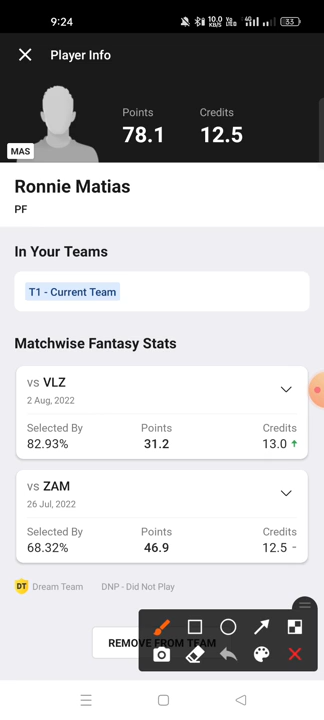 9:24 10.0 KB/S 4G 33
Player Info
Points Credits
78.1 12.5
MAS
Ronnie Matias
PF
In Your Teams
T1 - Current Team
Matchwise Fantasy Stats
vs VLZ
2 Aug, 2022
Selected By Points Credits
82.93% 31.2 13.0
vs ZAM
26 Jul, 2022
Selected By Points Credits
68.32% 46.9 12.5 -
DT Dream Team DNP - Did Not Play
REMOVE FROM TEAM